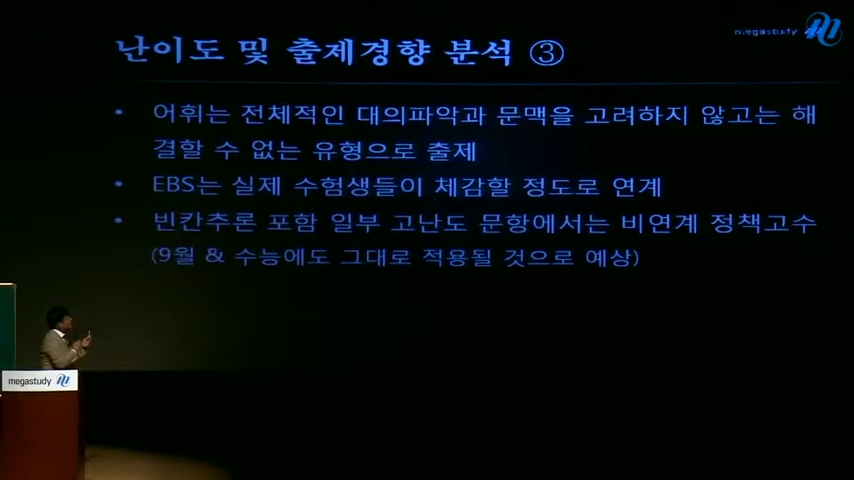 megastudy
난이도 및 출제경향 분석 ③
• 어휘는 전체적인 대의파악과 문맥을 고려하지 않고는 해
결할 수 없는 유형으로 출제
• EBS는 실제 수험생들이 체감할 정도로 연계
• 빈칸추론 포함 일부 고난도 문항에서는 비연계 정책고수
(9월 & 수능에도 그대로 적용될 것으로 예상)
megastudy